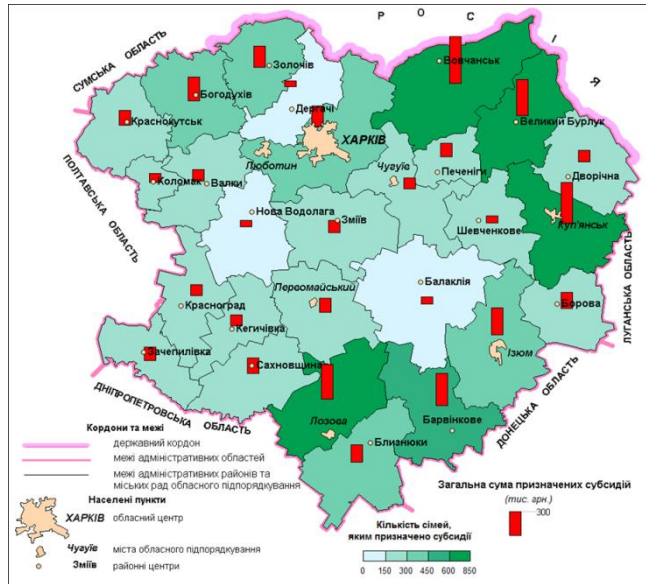 Р О С І Я
СУМСЬКА ОБЛАСТЬ
ПОЛТАВСЬКА ОБЛАСТЬ
ДНІПРОПЕТРОВСЬКА ОБЛАСТЬ
ДОНЕЦЬКА ОБЛАСТЬ
ЛУГАНСЬКА ОБЛАСТЬ
Золочів
Вовчанськ
Богодухів
Дергачі
Великий Бурлук
Краснокутськ
ХАРКІВ
Люботин
Чугуїв
Печеніги
Дворічна
Коломак
Валки
Нова Водолага
Зміїв
Шевченкове
Куп'янськ
Балаклія
Первомайський
Красноград
Борова
Кегичівка
Зачепилівка
Ізюм
Сахновщина
Лозова
Барвінкове
Близнюки
Кордони та межі
державний кордон
межі адміністративних областей
межі адміністративних районів та
міських рад обласного підпорядкування
Населені пункти
ХАРКІВ обласний центр
Чугуїв міста обласного підпорядкування
Зміїв районні центри
Кількість сімей,
яким призначено субсидії
0 150 300 450 600 850
Загальна сума призначених субсидій
(тис. грн.)
300